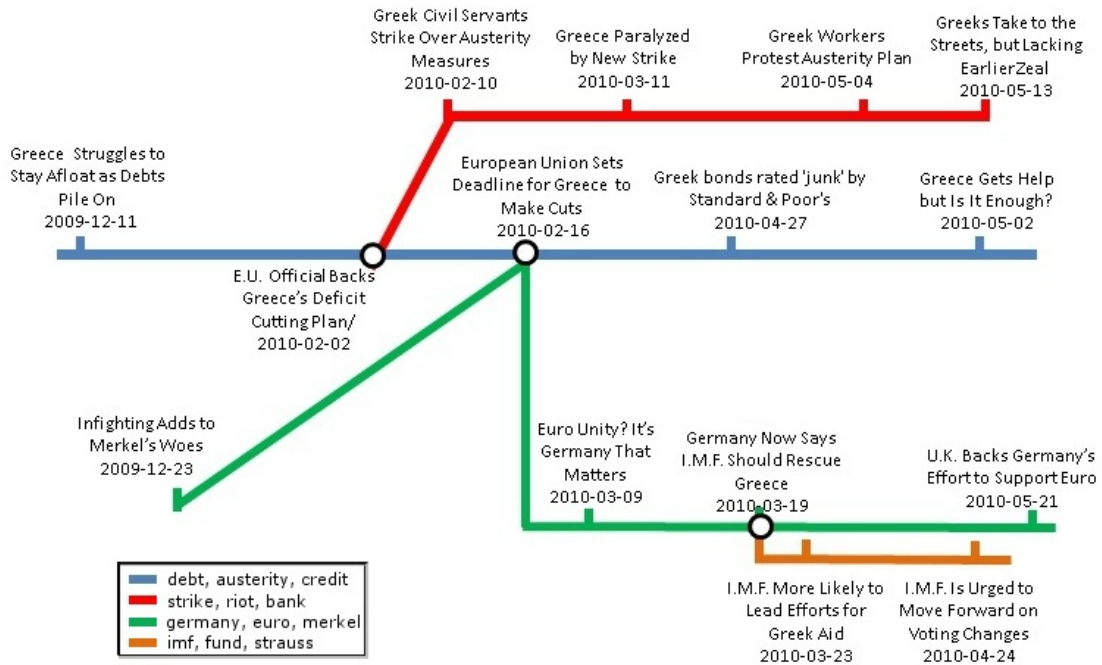 Greek Civil Servants
Strike Over Austerity
Measures
2010-02-10
Greece Paralyzed
by New Strike
2010-03-11
Greek Workers
Protest Austerity Plan
2010-05-04
Greeks Take to the
Streets, but Lacking
EarlierZeal
2010-05-13
Greece Struggles to
Stay Afloat as Debts
Pile On
2009-12-11
European Union Sets
Deadline for Greece to
Make Cuts
2010-02-16
Greek bonds rated 'junk' by
Standard & Poor's
2010-04-27
Greece Gets Help
but Is It Enough?
2010-05-02
E.U. Official Backs
Greece's Deficit
Cutting Plan/
2010-02-02
Infighting Adds to
Merkel's Woes
2009-12-23
Euro Unity? It's
Germany That
Matters
2010-03-09
Germany Now Says
I.M.F. Should Rescue
Greece
2010-03-19
U.K. Backs Germany's
Effort to Support Euro
2010-05-21
I.M.F. More Likely to
Lead Efforts for
Greek Aid
2010-03-23
I.M.F. Is Urged to
Move Forward on
Voting Changes
2010-04-24
debt, austerity, credit
strike, riot, bank
germany, euro, merkel
imf, fund, strauss